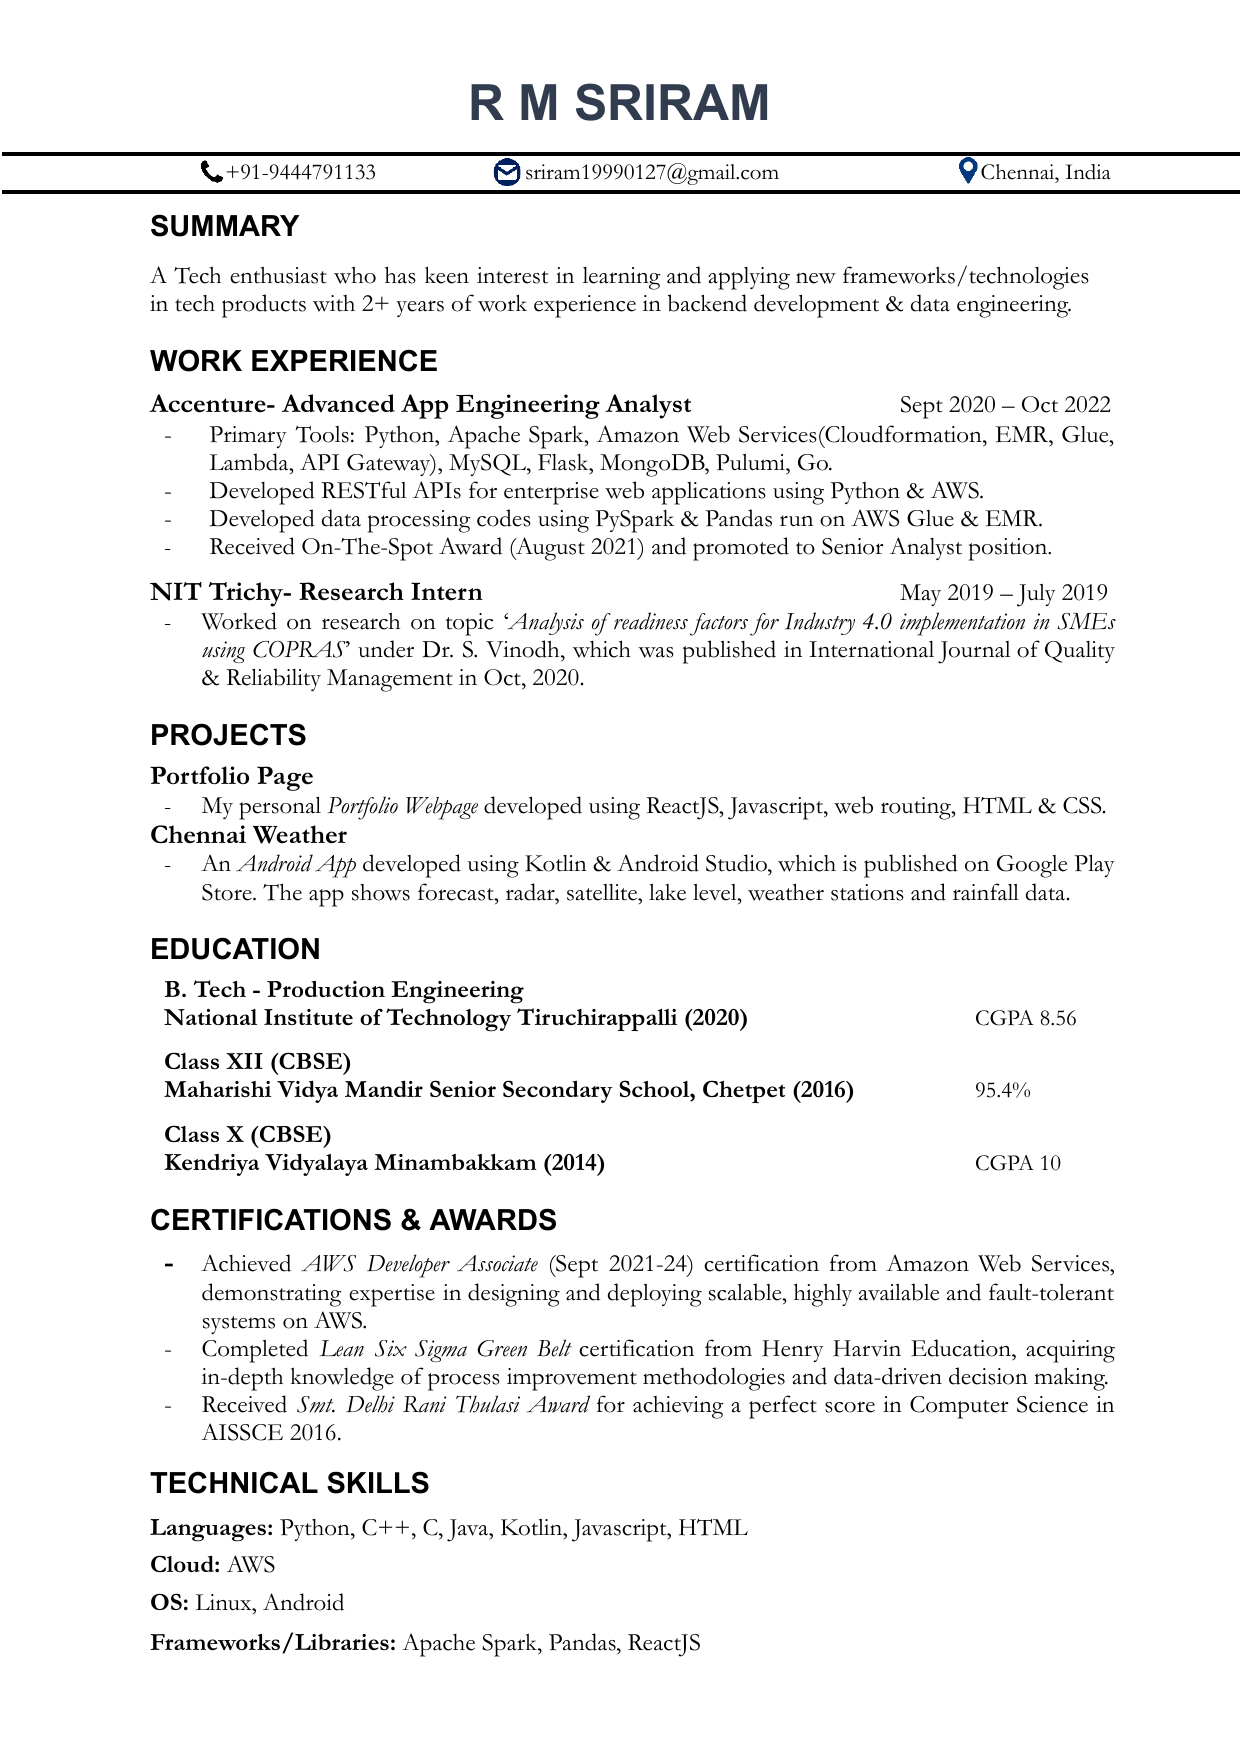 R M SRIRAM
+91-9444791133 sriram19990127@gmail.com Chennai, India
SUMMARY
A Tech enthusiast who has keen interest in learning and applying new frameworks/technologies
in tech products with 2+ years of work experience in backend development & data engineering.
WORK EXPERIENCE
Accenture- Advanced App Engineering Analyst Sept 2020 – Oct 2022
- Primary Tools: Python, Apache Spark, Amazon Web Services(Cloudformation, EMR, Glue,
Lambda, API Gateway), MySQL, Flask, MongoDB, Pulumi, Go.
- Developed RESTful APIs for enterprise web applications using Python & AWS.
- Developed data processing codes using PySpark & Pandas run on AWS Glue & EMR.
- Received On-The-Spot Award (August 2021) and promoted to Senior Analyst position.
NIT Trichy- Research Intern May 2019 – July 2019
- Worked on research on topic ‘Analysis of readiness factors for Industry 4.0 implementation in SMEs
using COPRAS’ under Dr. S. Vinodh, which was published in International Journal of Quality
& Reliability Management in Oct, 2020.
PROJECTS
Portfolio Page
- My personal Portfolio Webpage developed using ReactJS, Javascript, web routing, HTML & CSS.
Chennai Weather
- An Android App developed using Kotlin & Android Studio, which is published on Google Play
Store. The app shows forecast, radar, satellite, lake level, weather stations and rainfall data.
EDUCATION
B. Tech - Production Engineering
National Institute of Technology Tiruchirappalli (2020) CGPA 8.56
Class XII (CBSE)
Maharishi Vidya Mandir Senior Secondary School, Chetpet (2016) 95.4%
Class X (CBSE)
Kendriya Vidyalaya Minambakkam (2014) CGPA 10
CERTIFICATIONS & AWARDS
- Achieved AWS Developer Associate (Sept 2021-24) certification from Amazon Web Services,
demonstrating expertise in designing and deploying scalable, highly available and fault-tolerant
systems on AWS.
- Completed Lean Six Sigma Green Belt certification from Henry Harvin Education, acquiring
in-depth knowledge of process improvement methodologies and data-driven decision making.
- Received Smt. Delhi Rani Thulasi Award for achieving a perfect score in Computer Science in
AISSCE 2016.
TECHNICAL SKILLS
Languages: Python, C++, C, Java, Kotlin, Javascript, HTML
Cloud: AWS
OS: Linux, Android
Frameworks/Libraries: Apache Spark, Pandas, ReactJS